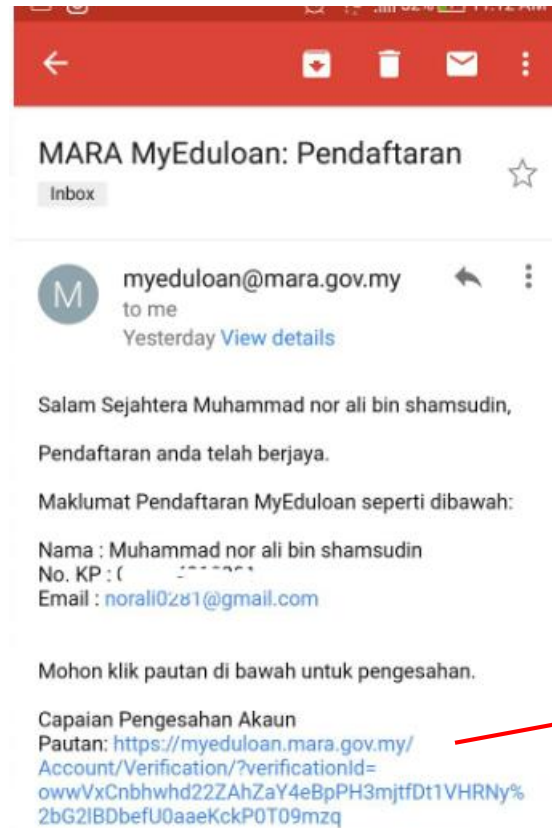 MARA MyEduloan: Pendaftaran
Inbox
M
myeduloan@mara.gov.my
to me
Yesterday View details
Salam Sejahtera Muhammad nor ali bin shamsudin,
Pendaftaran anda telah berjaya.
Maklumat Pendaftaran MyEduloan seperti dibawah:
Nama : Muhammad nor ali bin shamsudin
No. KP :
Email : norali0281@gmail.com
Mohon klik pautan di bawah untuk pengesahan.
Capaian Pengesahan Akaun
Pautan: https://myeduloan.mara.gov.my/
Account/Verification/?verificationId=
owwVxCnbhwhd22ZAhZaY4eBpPH3mjtfDt1VHRNy%
2bG2lBDbefU0aaeKckP0T09mzq